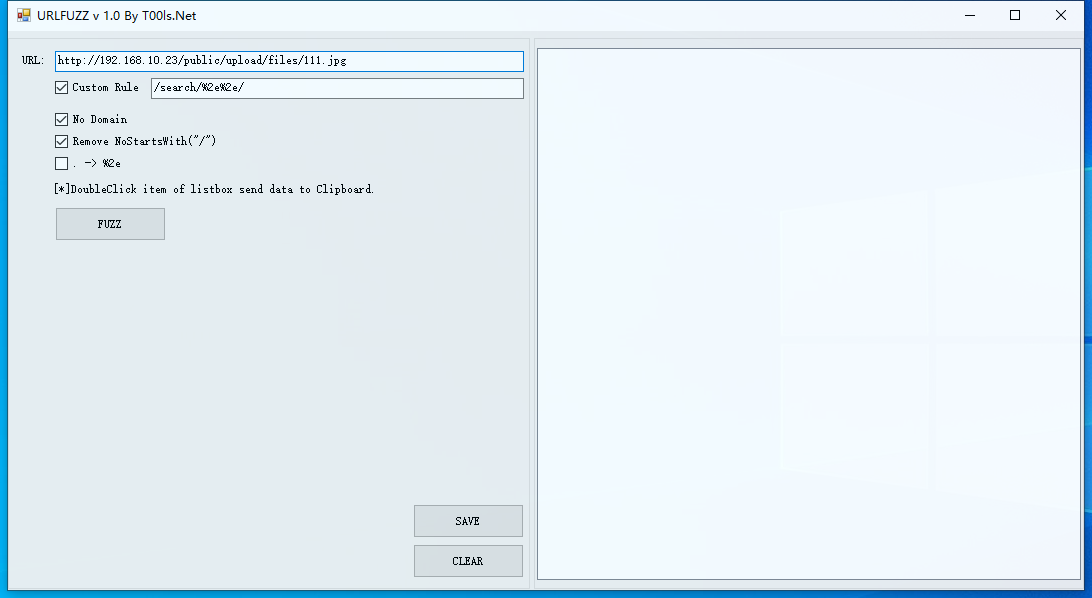 URLFUZZ v 1.0 By T00ls.Net
URL: http://192.168.10.23/public/upload/files/111.jpg
Custom Rule /search/%2e%2e/
No Domain
Remove NoStartsWith("/")
. -> %2e
[*]DoubleClick item of listbox send data to Clipboard.
FUZZ
SAVE
CLEAR